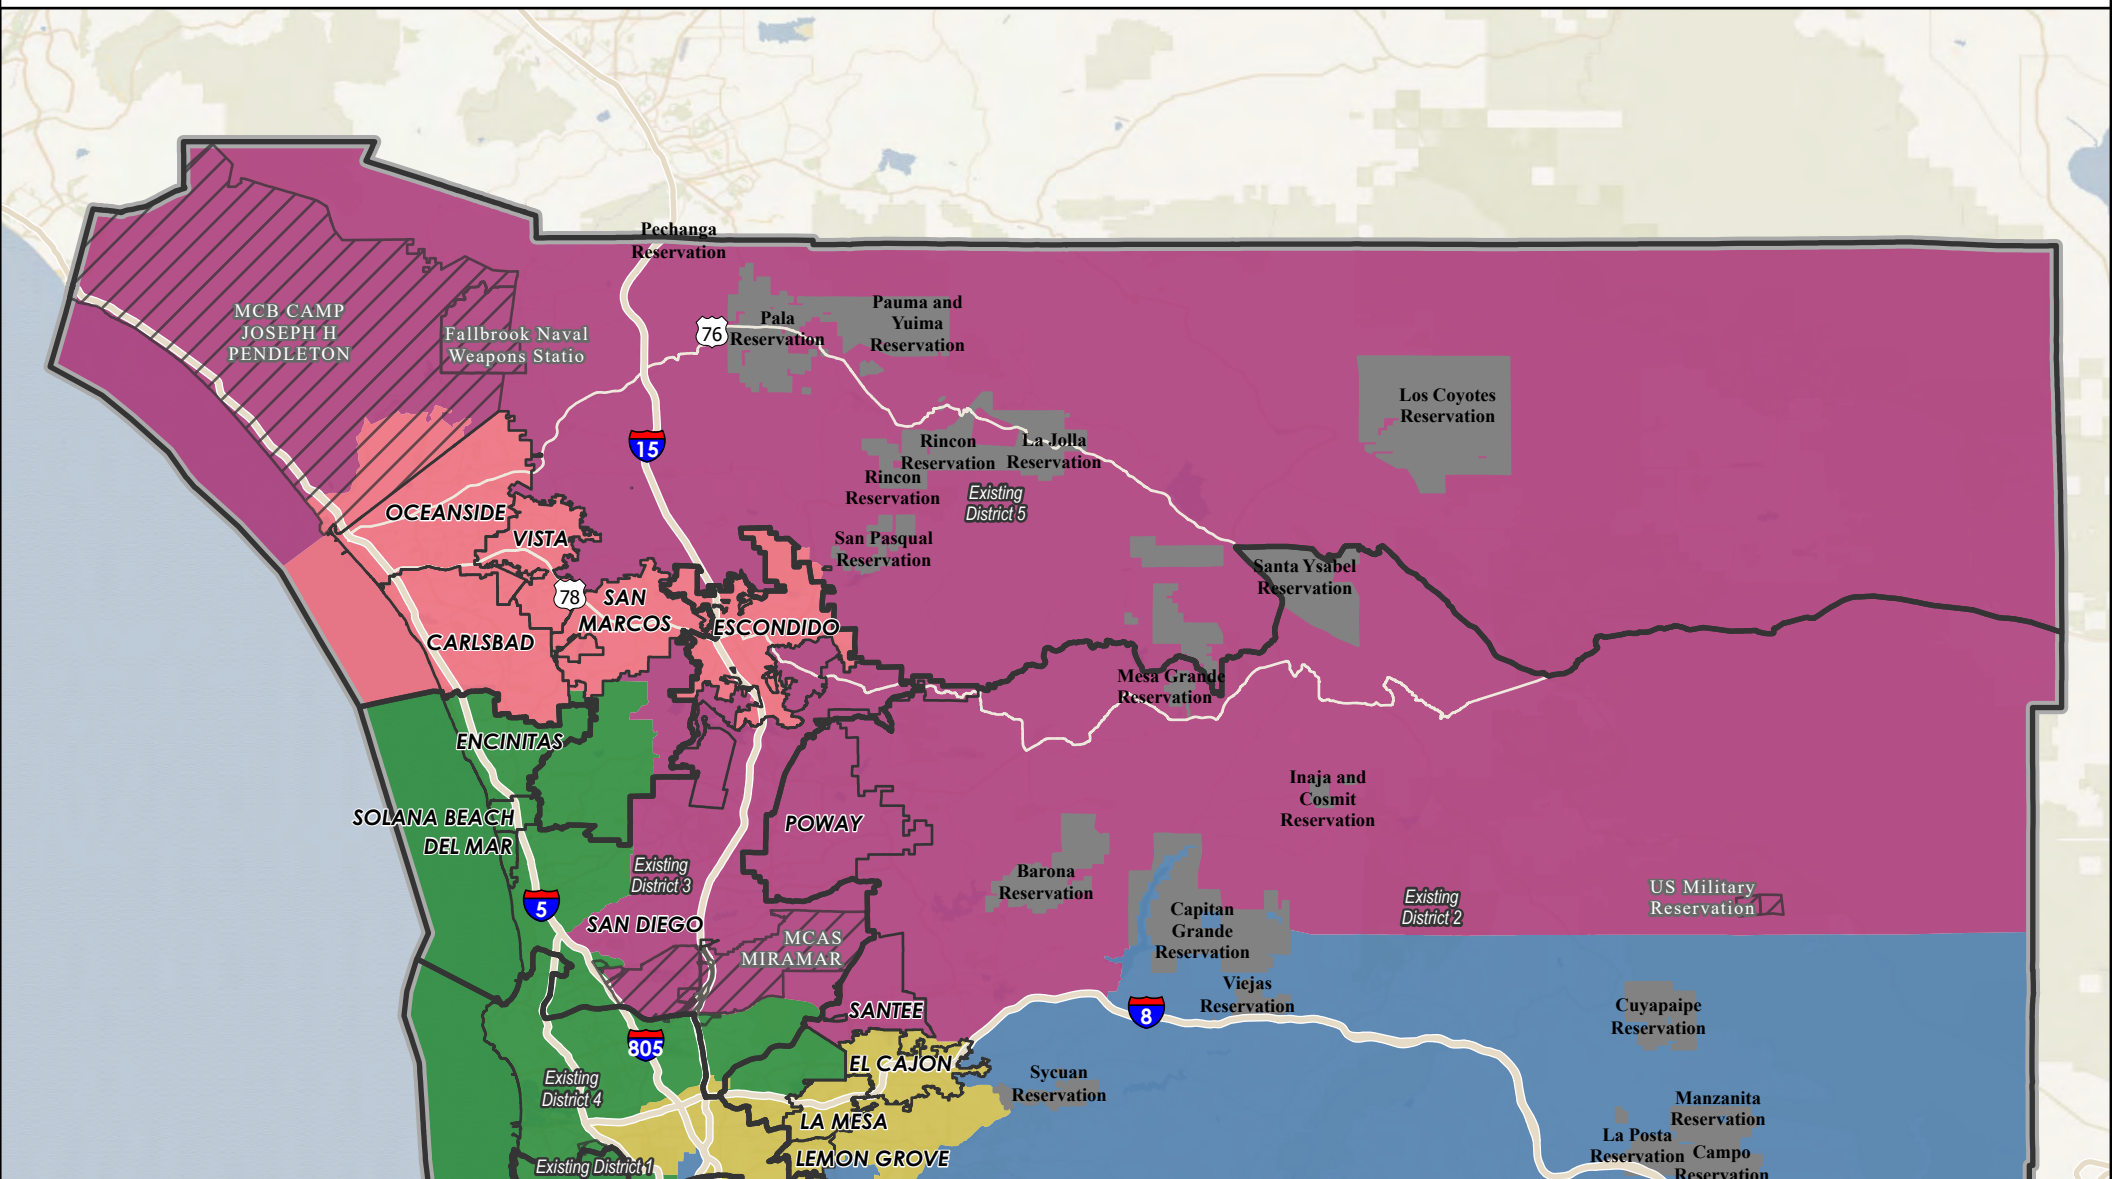 Pechanga
Reservation
MCB CAMP
JOSEPH H
PENDLETON
Fallbrook Naval
Weapons Statio
76
Pala
Reservation
Pauma and
Yuima
Reservation
15
Los Coyotes
Reservation
Rincon
Reservation
La Jolla
Reservation
Rincon
Reservation
Existing
District 5
OCEANSIDE
VISTA
San Pasqual
Reservation
Santa Ysabel
Reservation
78
SAN
MARCOS
ESCONDIDO
CARLSBAD
Mesa Grande
Reservation
ENCINITAS
Inaja and
Cosmit
Reservation
SOLANA BEACH
DEL MAR
POWAY
Existing
District 3
Barona
Reservation
US Military
Reservation
Existing
District 2
5
SAN DIEGO
Capitan
Grande
Reservation
MCAS
MIRAMAR
Viejas
Reservation
SANTEE
8
Cuyapaipe
Reservation
805
EL CAJON
Existing
District 4
Sycuan
Reservation
LA MESA
Manzanita
Reservation
La Posta
Reservation
LEMON GROVE
Existing District 1
Campo
Reservation